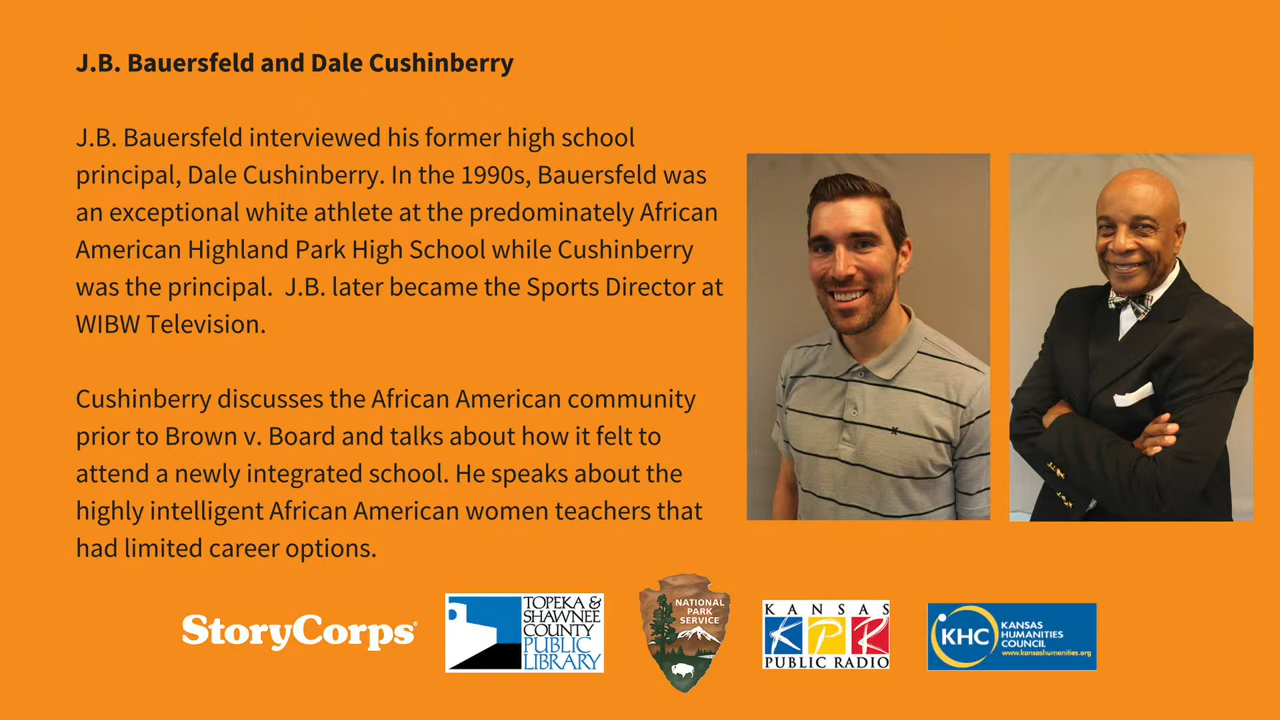 J.B. Bauersfeld and Dale Cushinberry
J.B. Bauersfeld interviewed his former high school
principal, Dale Cushinberry. In the 1990s, Bauersfeld was
an exceptional white athlete at the predominately African
American Highland Park High School while Cushinberry
was the principal.  J.B. later became the Sports Director at
WIBW Television.
Cushinberry discusses the African American community
prior to Brown v. Board and talks about how it felt to
attend a newly integrated school. He speaks about the
highly intelligent African American women teachers that
had limited career options.
StoryCorps®
TOPEKA &
SHAWNEE
COUNTY
PUBLIC
LIBRARY
NATIONAL
PARK
SERVICE
KANSAS
KPR
PUBLIC RADIO
KHC
KANSAS
HUMANITIES
COUNCIL
www.kansashumanities.org